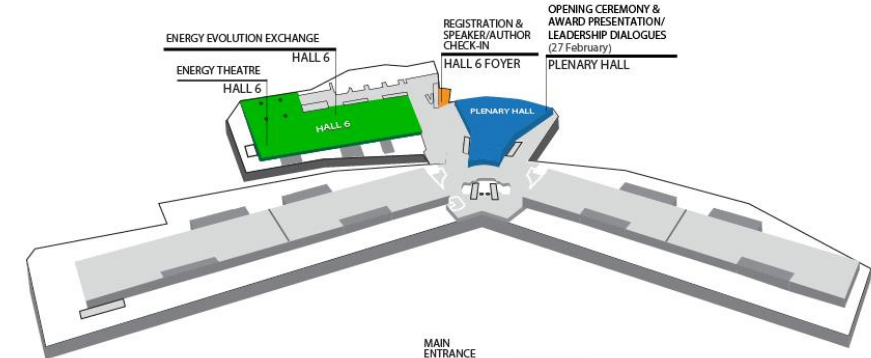 ENERGY EVOLUTION EXCHANGE
HALL 6
ENERGY THEATRE
HALL 6
REGISTRATION &
SPEAKER/AUTHOR
CHECK-IN
HALL 6 FOYER
OPENING CEREMONY &
AWARD PRESENTATION/
LEADERSHIP DIALOGUES
(27 February)
PLENARY HALL
HALL 6
PLENARY HALL
MAIN
ENTRANCE